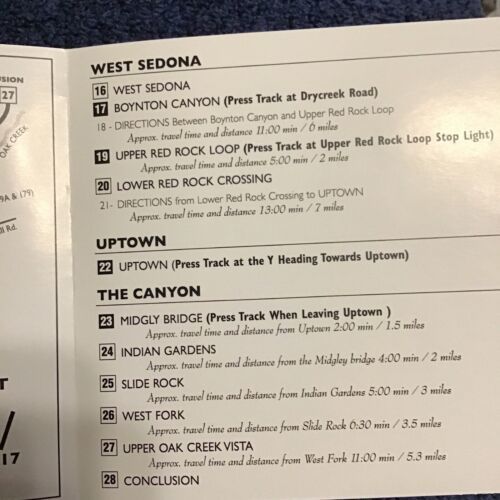 USION
27
OAK CREEK
9A & 179)
ll Rd.
T
/
17
WEST SEDONA
16 WEST SEDONA
17 BOYNTON CANYON (Press Track at Drycreek Road)
18 - DIRECTIONS Between Boynton Canyon and Upper Red Rock Loop
Approx. travel time and distance 11:00 min / 6 miles
19 UPPER RED ROCK LOOP (Press Track at Upper Red Rock Loop Stop Light)
Approx. travel time and distance 5:00 min / 2 miles
20 LOWER RED ROCK CROSSING
21- DIRECTIONS from Lower Red Rock Crossing to UPTOWN
Approx. travel time and distance 13:00 min / 7 miles
UPTOWN
22 UPTOWN (Press Track at the Y Heading Towards Uptown)
THE CANYON
23 MIDGLY BRIDGE (Press Track When Leaving Uptown )
Approx. travel time and distance from Uptown 2:00 min / 1.5 miles
24 INDIAN GARDENS
Approx. travel time and distance from the Midgley bridge 4:00 min / 2 miles
25 SLIDE ROCK
Approx. travel time and distance from Indian Gardens 5:00 min / 3 miles
26 WEST FORK
Approx. travel time and distance from Slide Rock 6:30 min / 3.5 miles
27 UPPER OAK CREEK VISTA
Approx. travel time and distance from West Fork 11:00 min / 5.3 miles
28 CONCLUSION